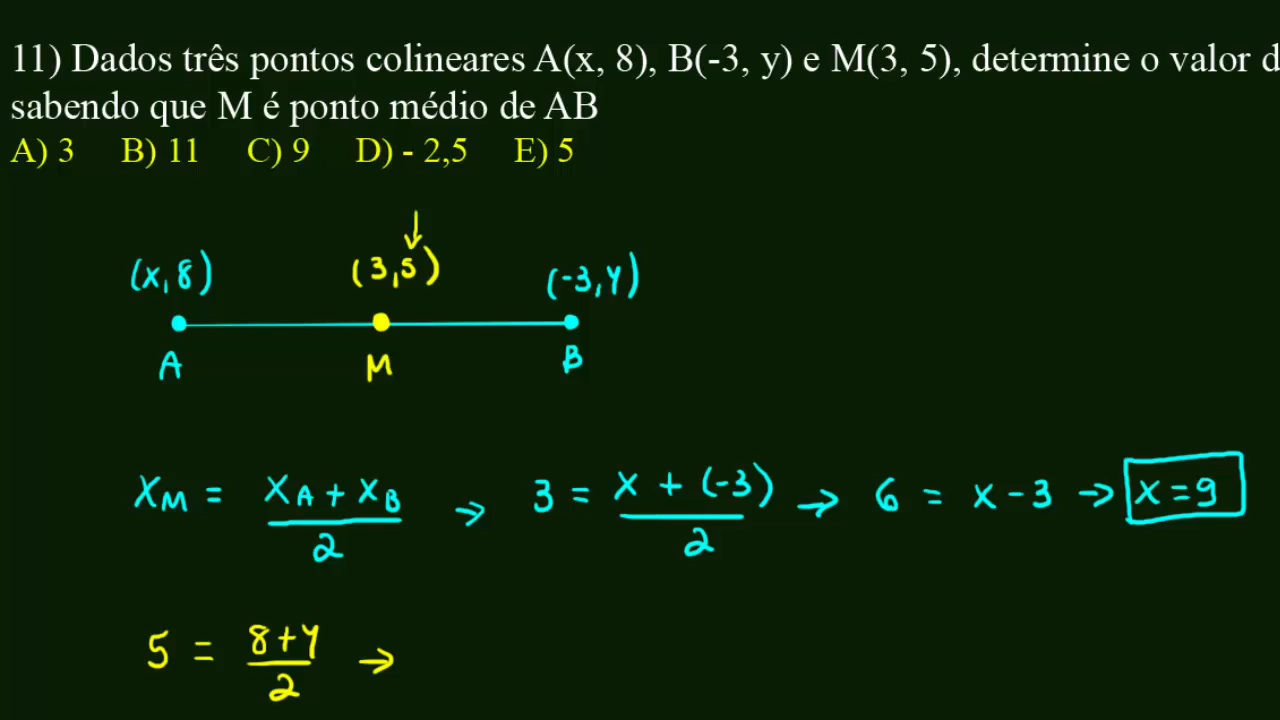 11) Dados três pontos colineares A(x, 8), B(-3, y) e M(3, 5), determine o valor d
sabendo que M é ponto médio de AB
A) 3 B) 11 C) 9 D) - 2,5 E) 5
↓
(x,8) (3,5) (-3,y)
A M B
xM = (xA + xB)/2 → 3 = (x + (-3))/2 → 6 = x - 3 → x = 9
5 = (8+y)/2 →